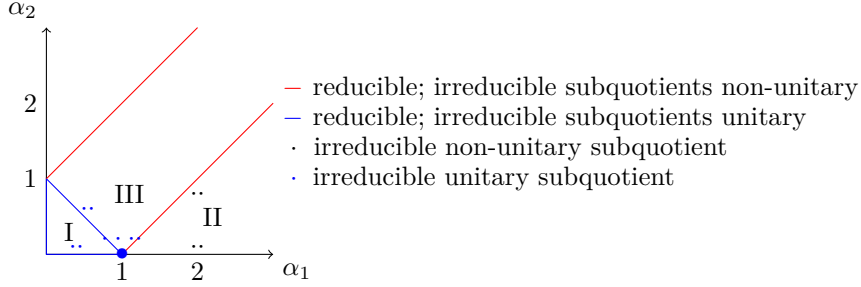 α₂
2
1
III
II
I
1
2
α₁
reducible; irreducible subquotients non-unitary
reducible; irreducible subquotients unitary
irreducible non-unitary subquotient
irreducible unitary subquotient